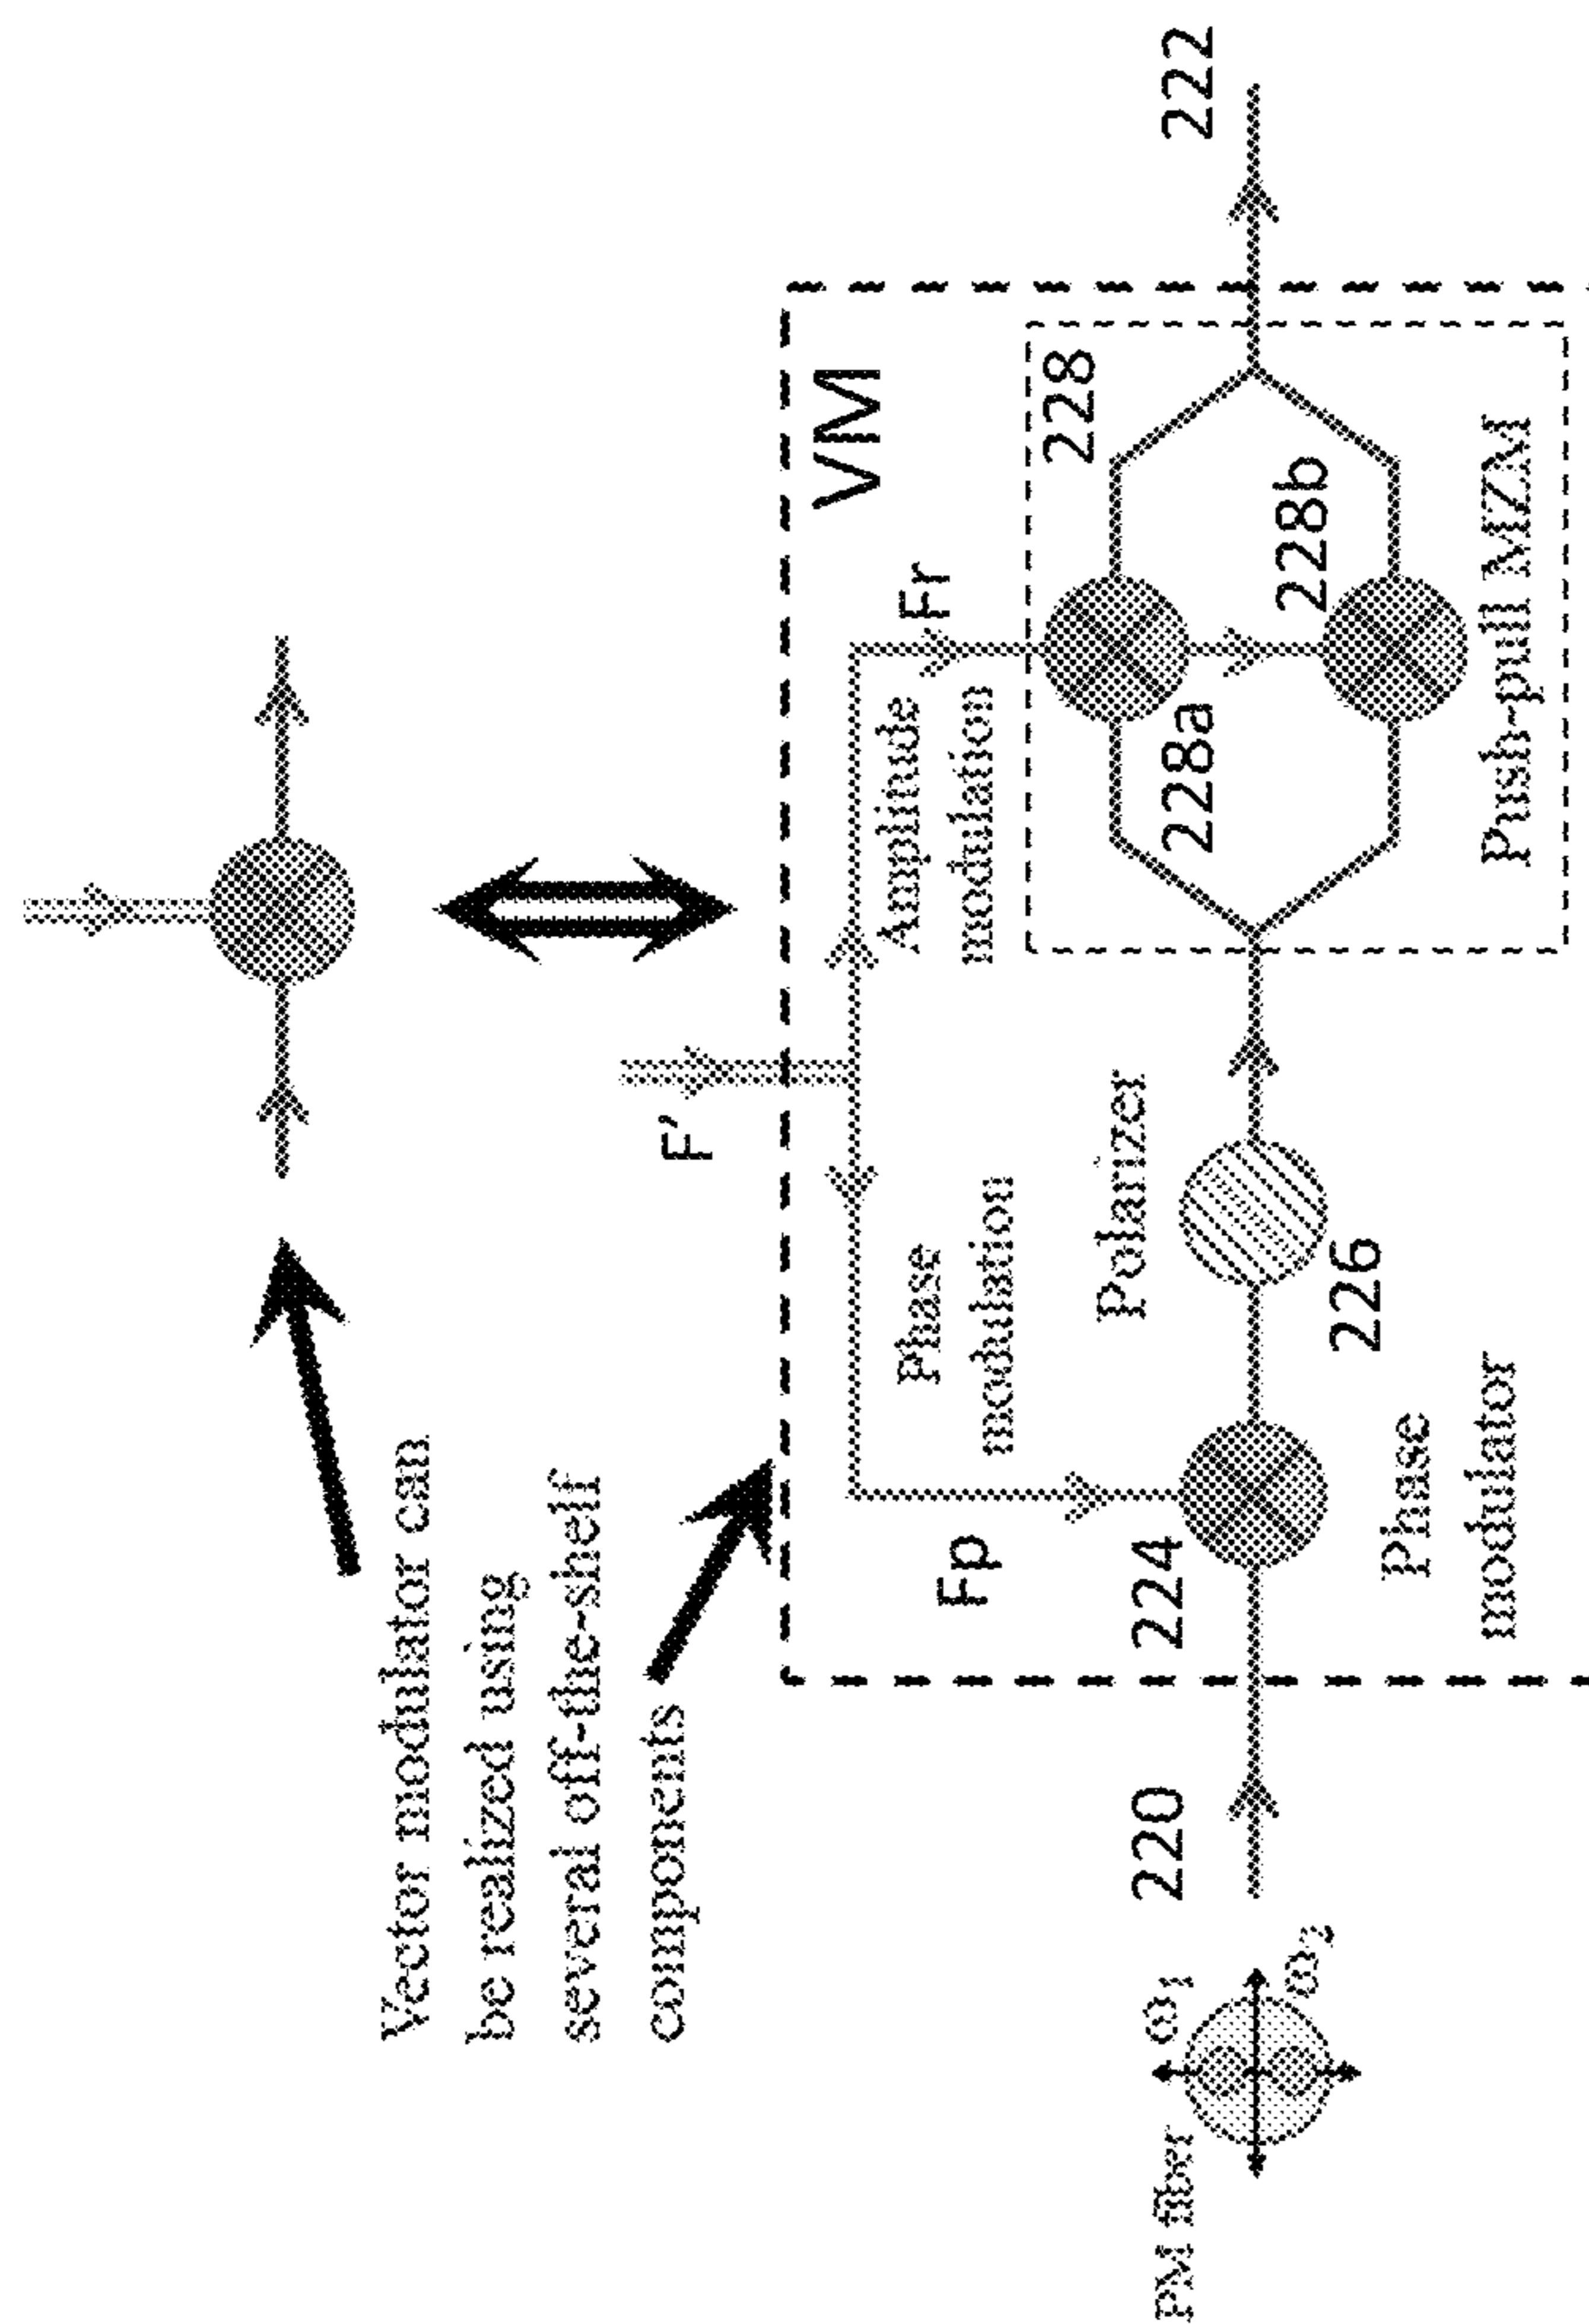 Vector modulator can
be realized using
several off-the-shelf
components
F'
VM
Fp
Phase
modulation
Amplitude
modulation
Fr
PM fiber
ω1
ω2
220
224
Phase
modulator
Polarizer
226
228
228a
228b
Push-pull MZM
222